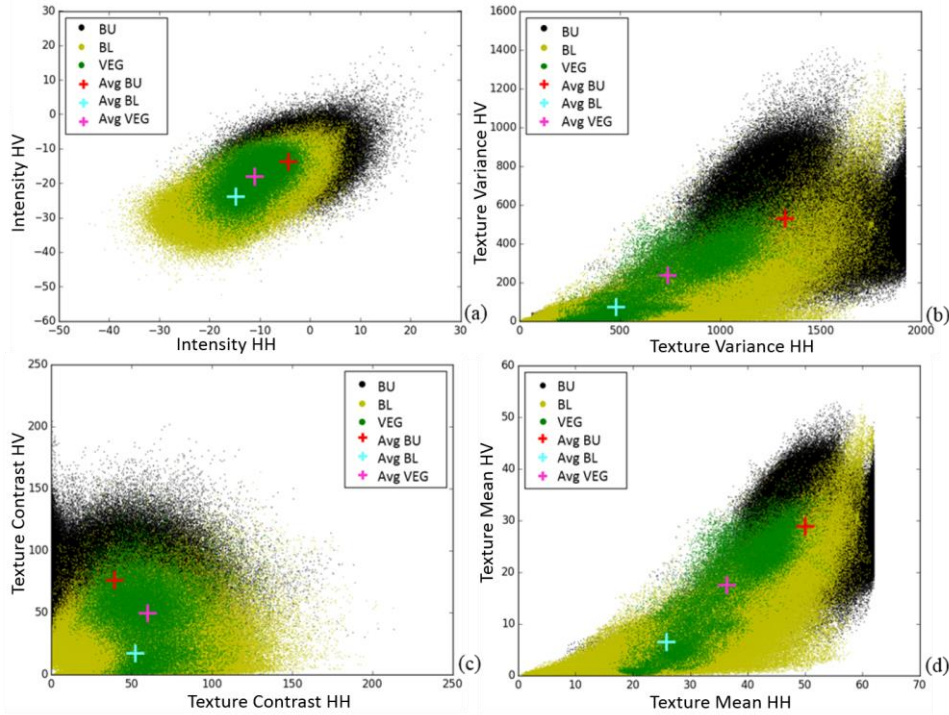 30
20
10
0
−10
−20
−30
−40
−50
−60
Intensity HV
BU
BL
VEG
Avg BU
Avg BL
Avg VEG
−50 −40 −30 −20 −10 0 10 20 30
Intensity HH
(a)
1600
1400
1200
1000
800
600
400
200
0
Texture Variance HV
BU
BL
VEG
Avg BU
Avg BL
Avg VEG
500 1000 1500 2000
Texture Variance HH
(b)
250
200
150
100
50
0
Texture Contrast HV
BU
BL
VEG
Avg BU
Avg BL
Avg VEG
0 50 100 150 200 250
Texture Contrast HH
(c)
60
50
40
30
20
10
0
Texture Mean HV
BU
BL
VEG
Avg BU
Avg BL
Avg VEG
0 10 20 30 40 50 60 70
Texture Mean HH
(d)